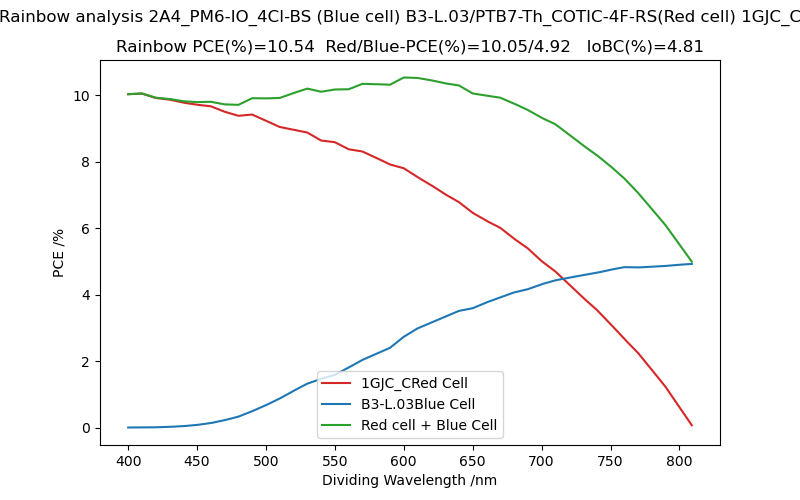 Rainbow analysis 2A4_PM6-IO_4Cl-BS (Blue cell) B3-L.03/PTB7-Th_COTIC-4F-RS(Red cell) 1GJC_C
Rainbow PCE(%)=10.54  Red/Blue-PCE(%)=10.05/4.92   IoBC(%)=4.81
PCE /%
10
8
6
4
2
0
1GJC_CRed Cell
B3-L.03Blue Cell
Red cell + Blue Cell
400 450 500 550 600 650 700 750 800
Dividing Wavelength /nm